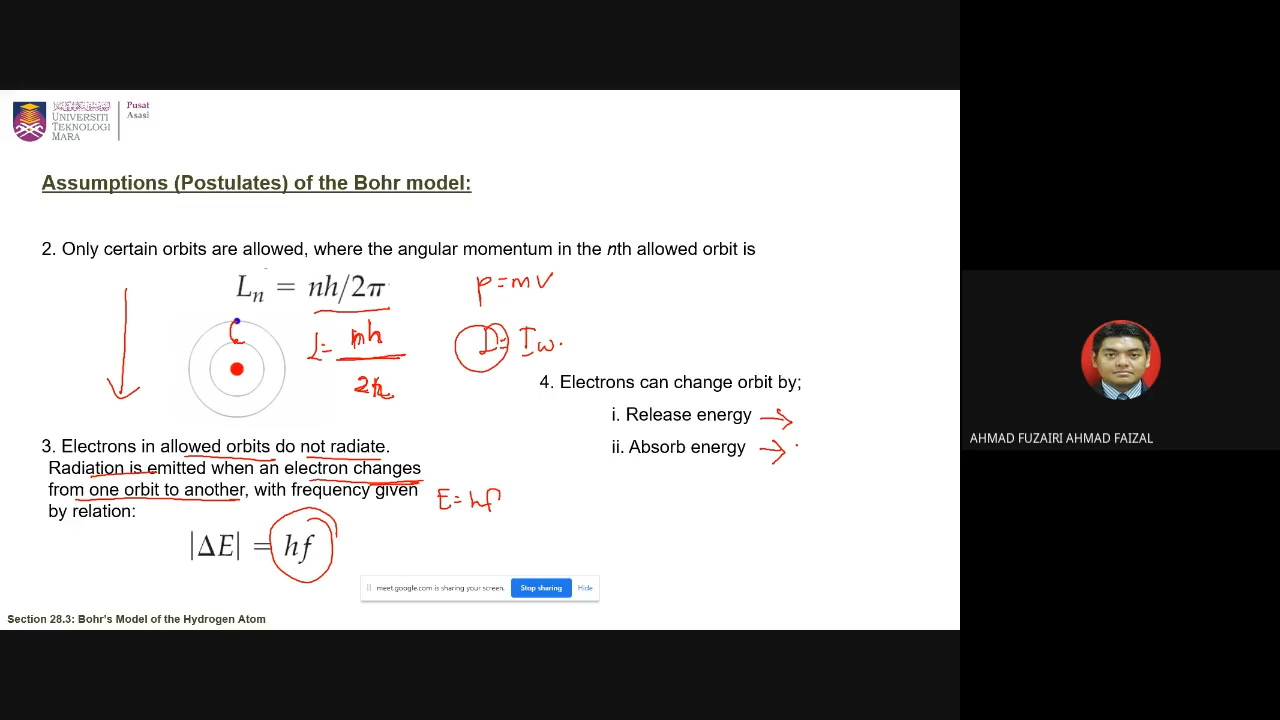 UNIVERSITI
TEKNOLOGI
MARA
Pusat
Asasi
Assumptions (Postulates) of the Bohr model:
2. Only certain orbits are allowed, where the angular momentum in the nth allowed orbit is
Lₙ = nh/2π
p = mv
L = nh
2π
L = Iω.
4. Electrons can change orbit by;
i. Release energy →
ii. Absorb energy →
3. Electrons in allowed orbits do not radiate.
Radiation is emitted when an electron changes
from one orbit to another, with frequency given
by relation:
E = hf
|ΔE| = hf
meet.google.com is sharing your screen.
Stop sharing
Hide
Section 28.3: Bohr's Model of the Hydrogen Atom
AHMAD FUZAIRI AHMAD FAIZAL